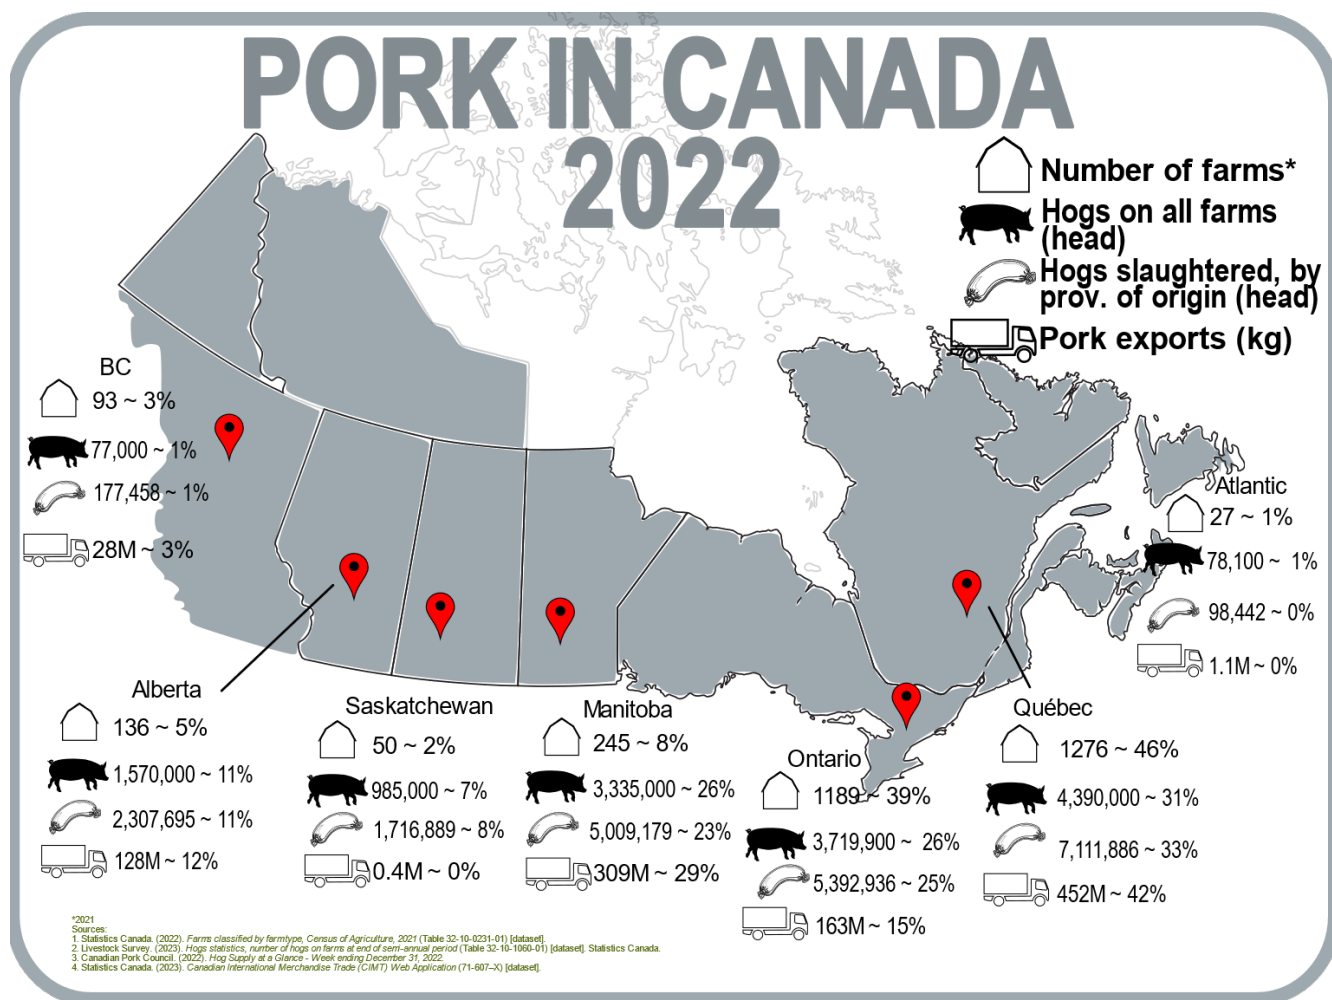 PORK IN CANADA
2022
Number of farms*
Hogs on all farms
(head)
Hogs slaughtered, by
prov. of origin (head)
Pork exports (kg)
BC
93 ~ 3%
77,000 ~ 1%
177,458 ~ 1%
28M ~ 3%
Atlantic
27 ~ 1%
78,100 ~ 1%
98,442 ~ 0%
1.1M ~ 0%
Alberta
136 ~ 5%
1,570,000 ~ 11%
2,307,695 ~ 11%
128M ~ 12%
Saskatchewan
50 ~ 2%
985,000 ~ 7%
1,716,889 ~ 8%
0.4M ~ 0%
Manitoba
245 ~ 8%
3,335,000 ~ 26%
5,009,179 ~ 23%
309M ~ 29%
Ontario
1189 ~ 39%
3,719,900 ~ 26%
5,392,936 ~ 25%
163M ~ 15%
Québec
1276 ~ 46%
4,390,000 ~ 31%
7,111,886 ~ 33%
452M ~ 42%
*2021
Sources:
1. Statistics Canada. (2022). Farms classified by farmtype, Census of Agriculture, 2021 (Table 32-10-0231-01) [dataset].
2. Livestock Survey. (2023). Hogs statistics, number of hogs on farms at end of semi-annual period (Table 32-10-1060-01) [dataset]. Statistics Canada.
3. Canadian Pork Council. (2022). Hog Supply at a Glance - Week ending December 31, 2022.
4. Statistics Canada. (2023). Canadian International Merchandise Trade (CIMT) Web Application (71-607–X) [dataset].